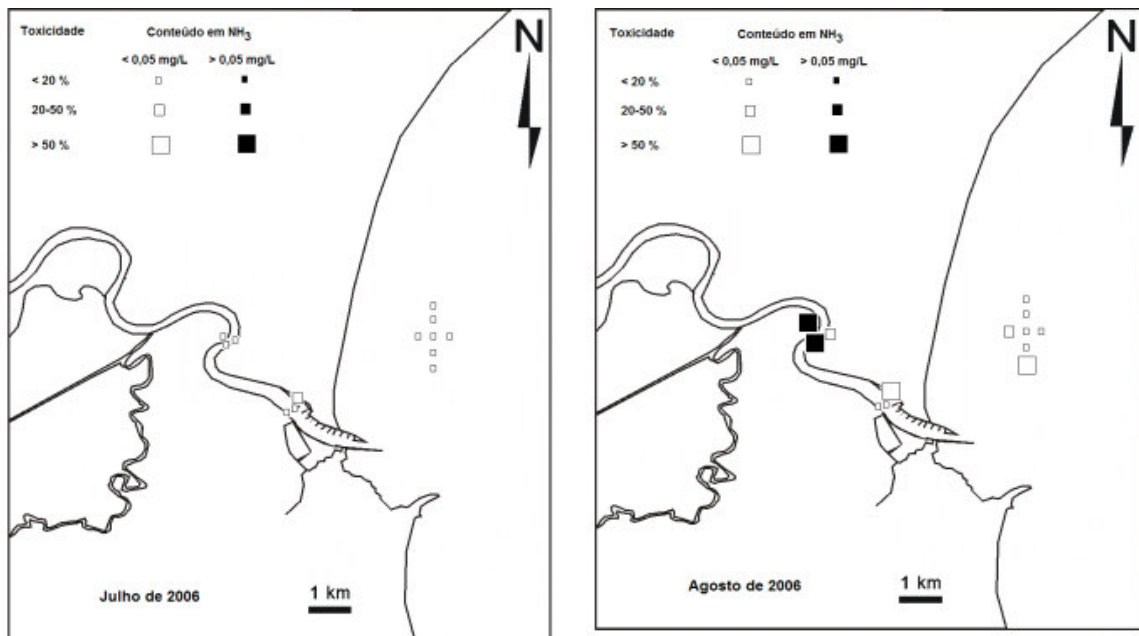 Toxicidade Conteúdo em NH3
< 0,05 mg/L > 0,05 mg/L
< 20 %
20-50 %
> 50 %
N
Julho de 2006
1 km
Toxicidade Conteúdo em NH3
< 0,05 mg/L > 0,05 mg/L
< 20 %
20-50 %
> 50 %
N
Agosto de 2006
1 km